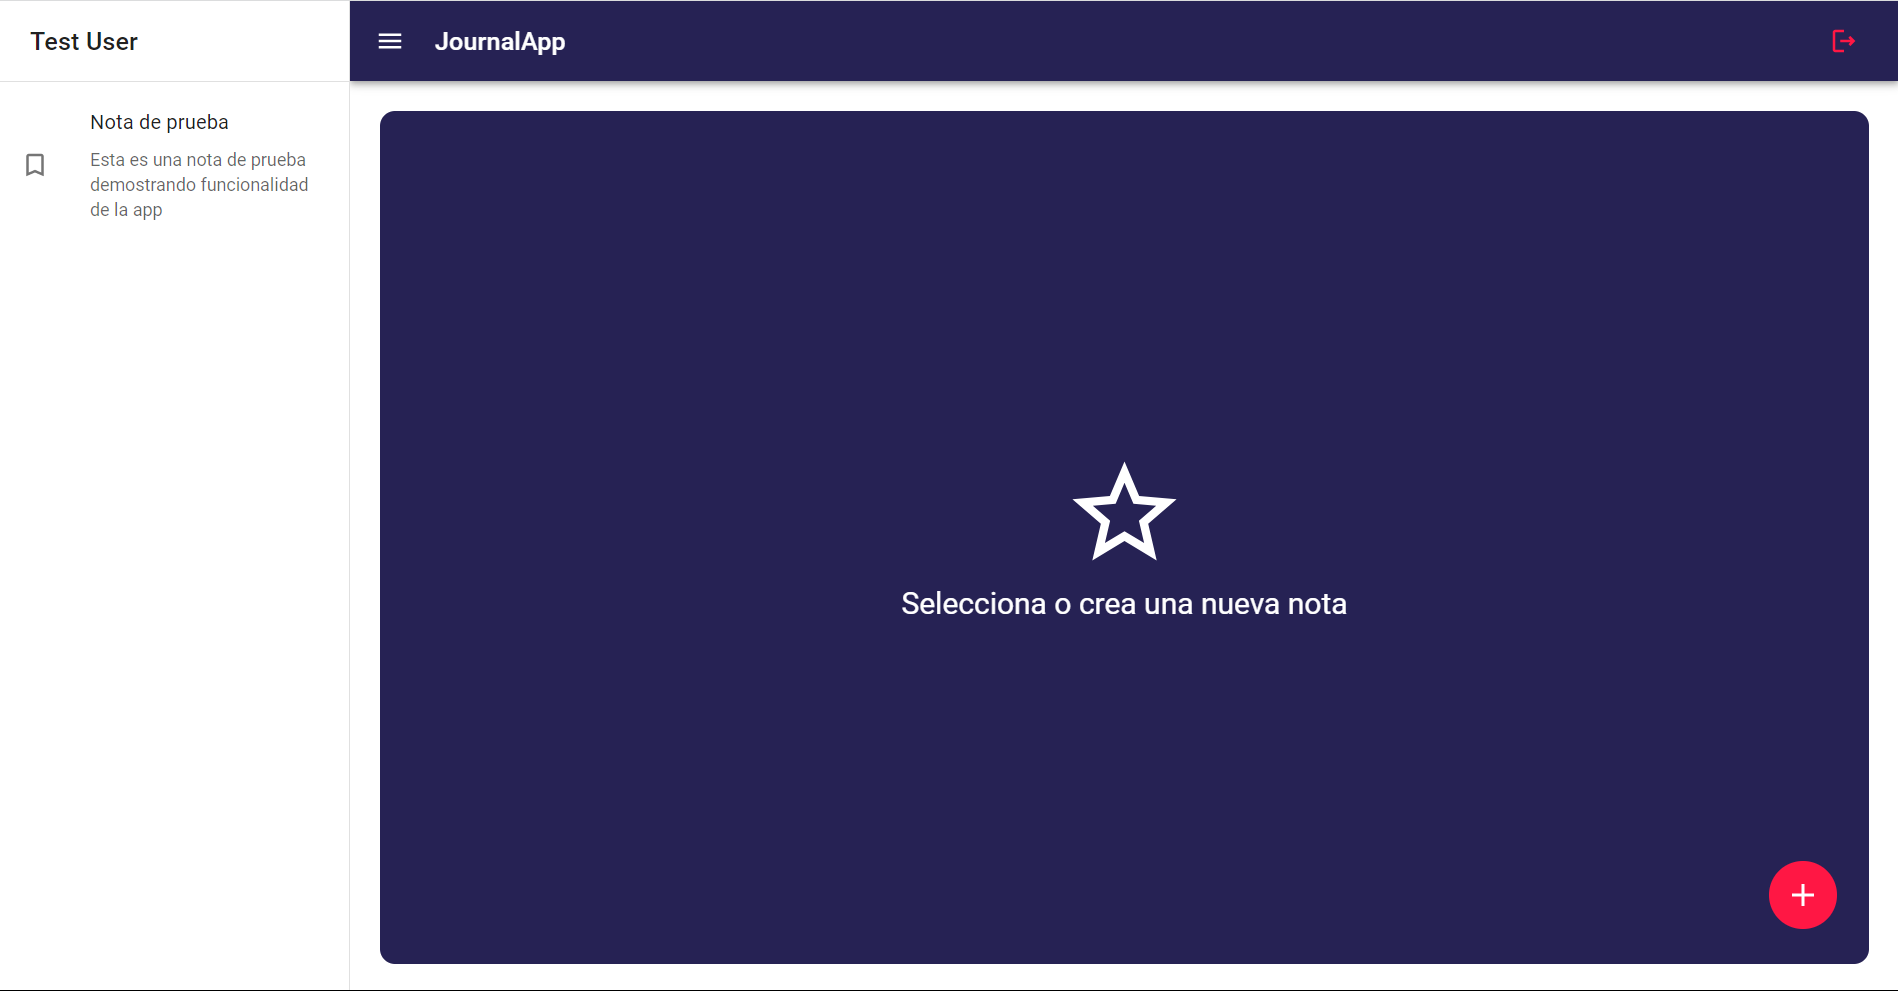 Test User
JournalApp
Nota de prueba
Esta es una nota de prueba
demostrando funcionalidad
de la app
Selecciona o crea una nueva nota